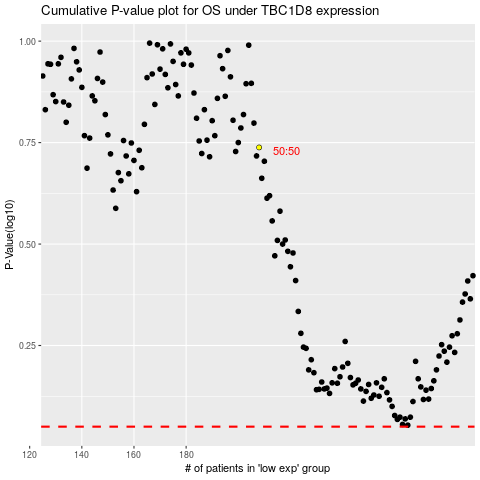 Cumulative P-value plot for OS under TBC1D8 expression
P-Value(log10)
1.00
0.75
0.50
0.25
50:50
120 140 160 180
# of patients in 'low exp' group